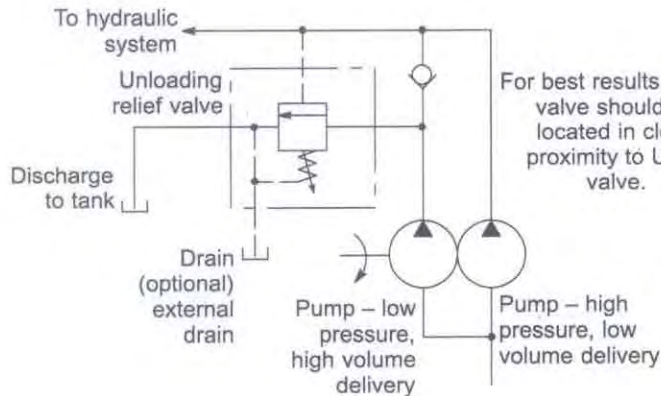 To hydraulic
system
Unloading
relief valve
For best results
valve should
located in
proximity to
valve.
Discharge
to tank
Drain
(optional)
external
drain
Pump – low
pressure,
high volume
delivery
Pump – high
pressure, low
volume delivery